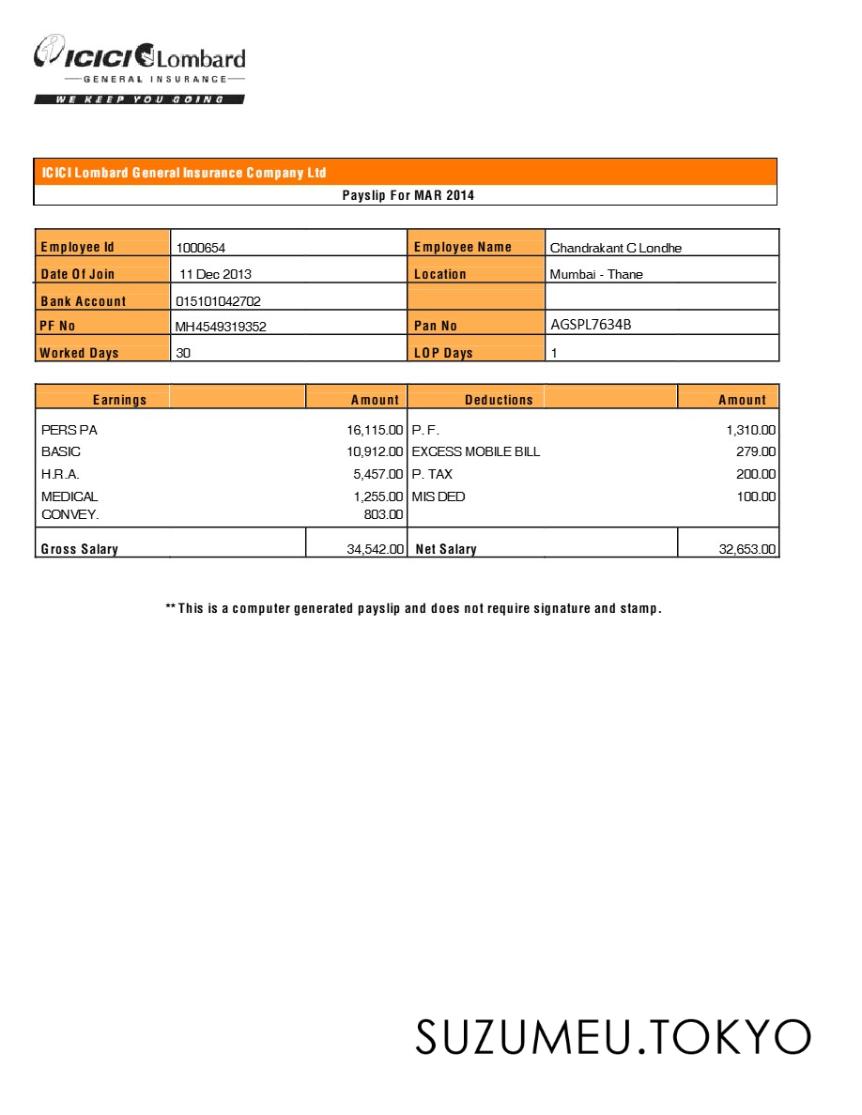 ICICI Lombard
GENERAL INSURANCE
WE KEEP YOU GOING
ICICI Lombard General Insurance Company Ltd
Payslip For MAR 2014
Employee Id 1000654 Employee Name Chandrakant C Londhe
Date Of Join 11 Dec 2013 Location Mumbai - Thane
Bank Account 015101042702
PF No MH4549319352 Pan No AGSPL7634B
Worked Days 30 LOP Days 1
Earnings Amount Deductions Amount
PERS PA 16,115.00 P. F. 1,310.00
BASIC 10,912.00 EXCESS MOBILE BILL 279.00
H.R.A. 5,457.00 P. TAX 200.00
MEDICAL 1,255.00 MIS DED 100.00
CONVEY. 803.00
Gross Salary 34,542.00 Net Salary 32,653.00
** This is a computer generated payslip and does not require signature and stamp.
SUZUMEU.TOKYO